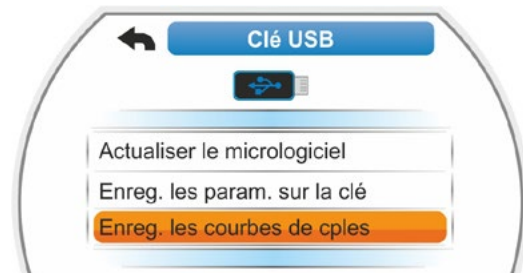 Clé USB
Actualiser le micrologiciel
Enreg. les param. sur la clé
Enreg. les courbes de cples